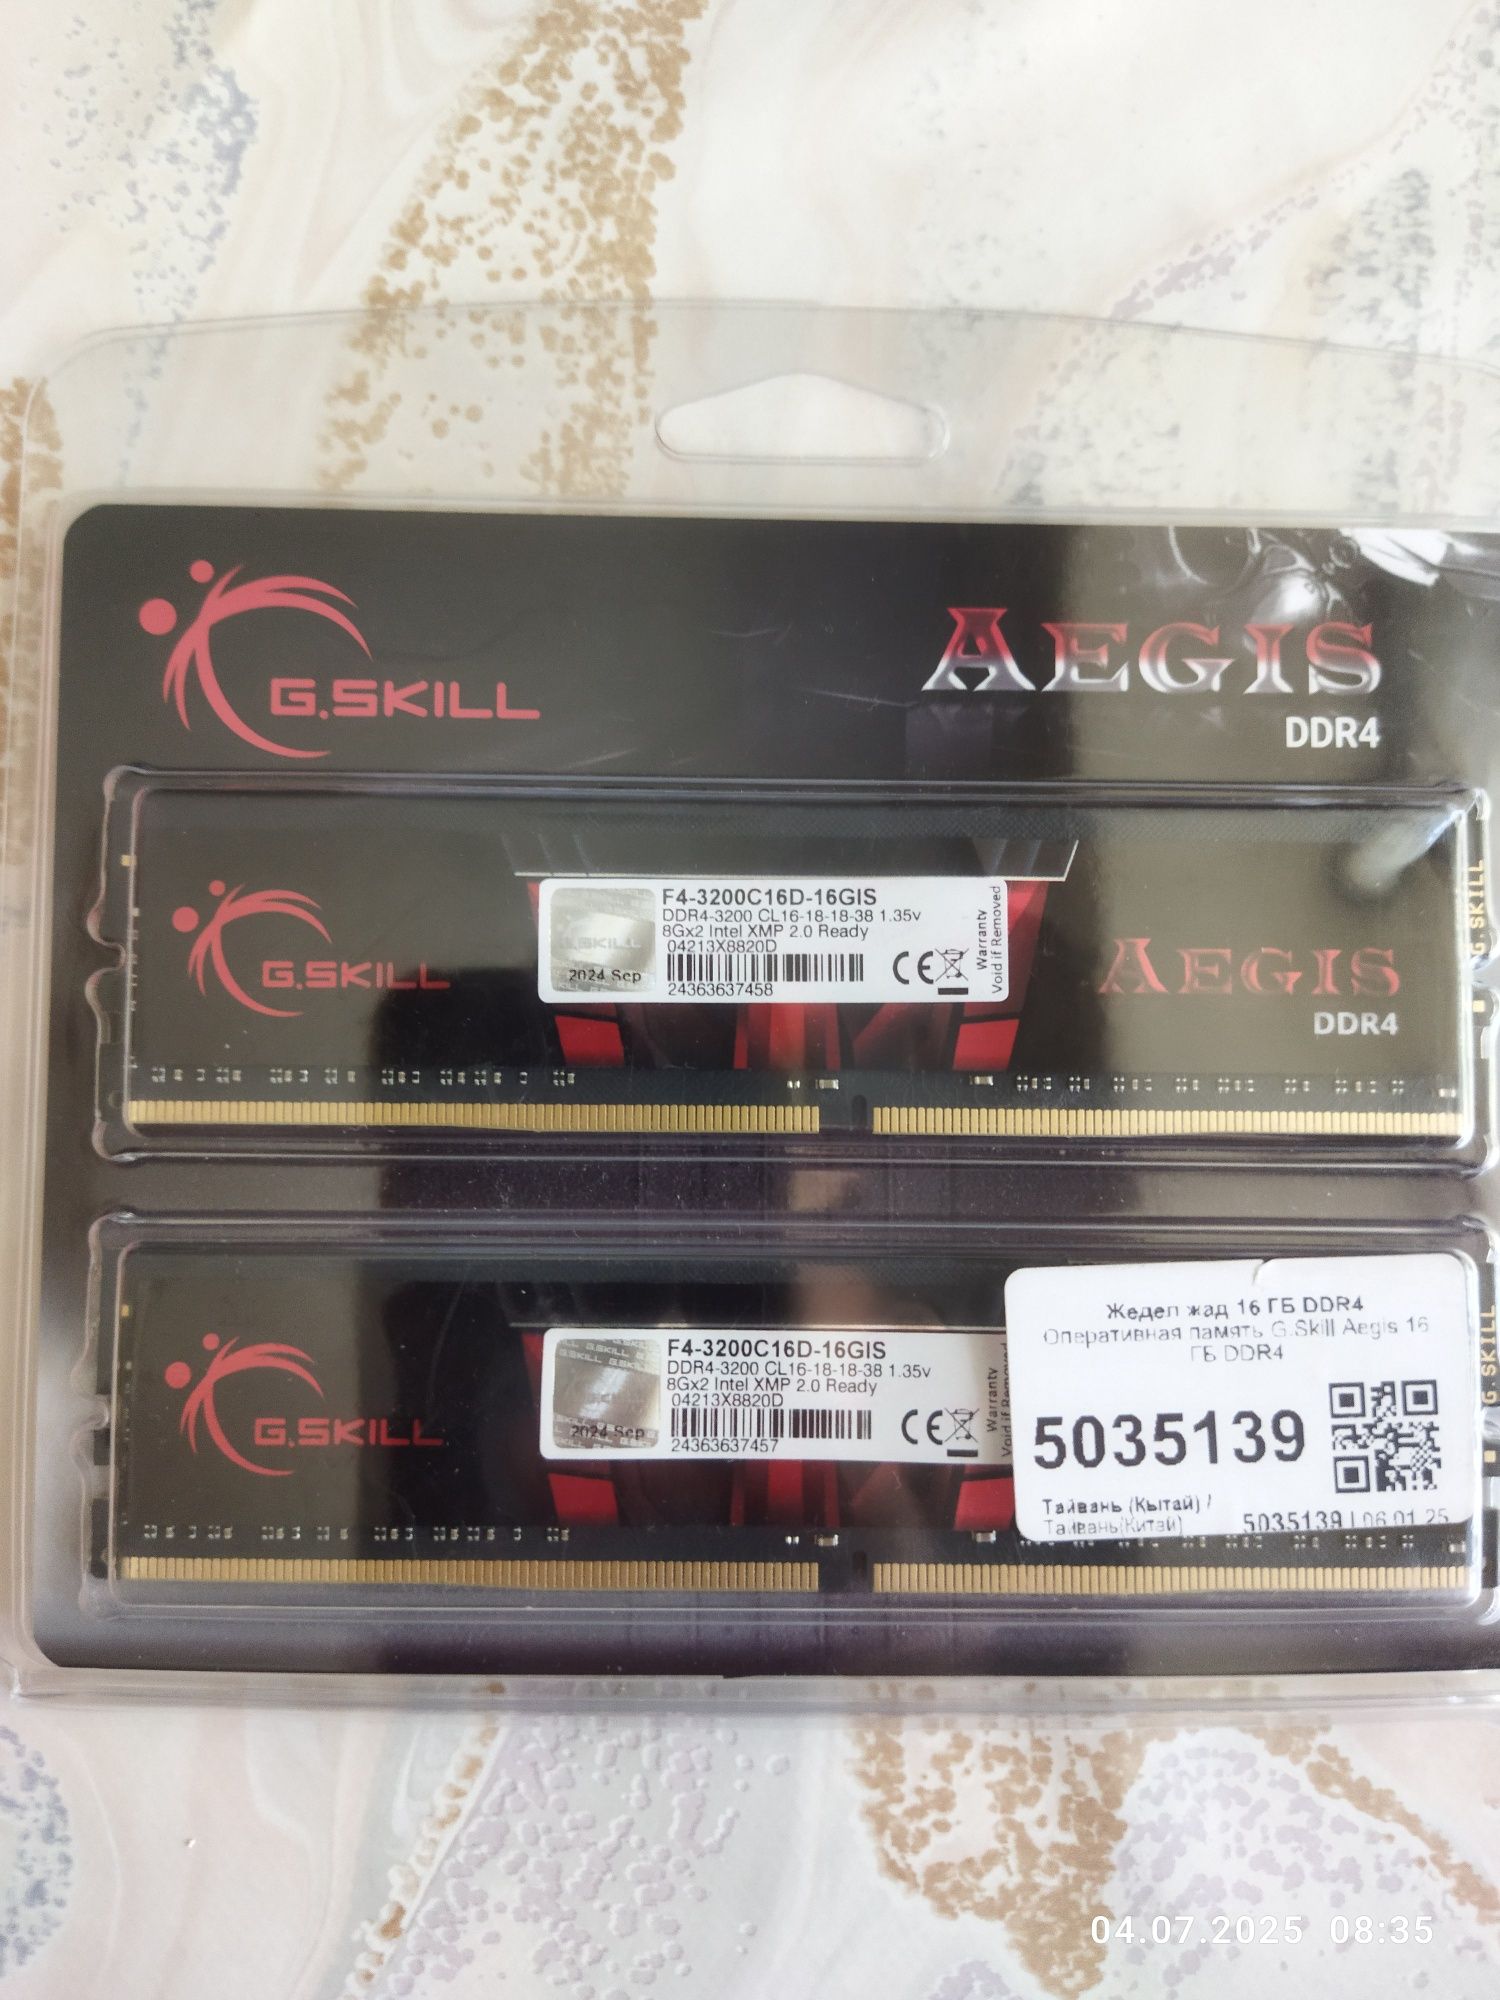 G.SKILL
AEGIS
DDR4
G.SKILL
F4-3200C16D-16GIS
DDR4-3200 CL16-18-18-38 1.35v
8Gx2 Intel XMP 2.0 Ready
04213X8820D
G.SKILL
2024 Sep
24363637458
CE
Warranty
Void if Removed
AEGIS
DDR4
G.SKILL
G.SKILL
F4-3200C16D-16GIS
DDR4-3200 CL16-18-18-38 1.35v
8Gx2 Intel XMP 2.0 Ready
04213X8820D
2024 Sep
24363637457
CE
Warranty
Void if Removed
Жедел жад 16 ГБ DDR4
Оперативная память G.Skill Aegis 16
ГБ DDR4
5035139
Тайвань (Қытай) /
Тайвань(Китай)
5035139 | 06.01.25
G.SKILL
04.07.2025 08:35